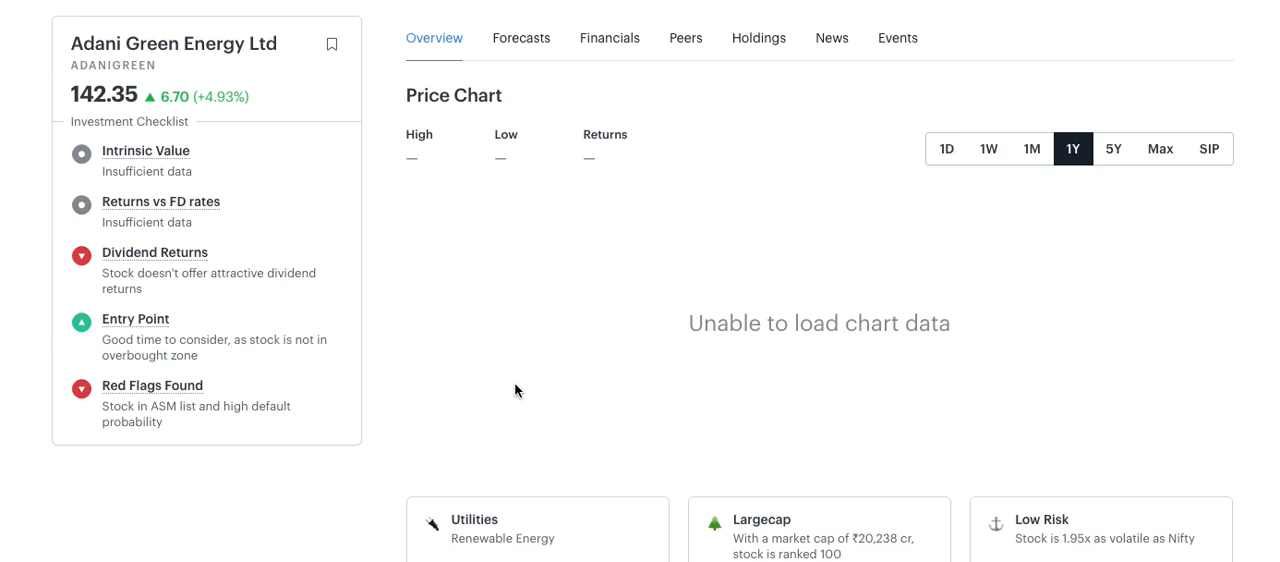 Adani Green Energy Ltd
ADANIGREEN
142.35 ▲ 6.70 (+4.93%)
Investment Checklist
Intrinsic Value
Insufficient data
Returns vs FD rates
Insufficient data
Dividend Returns
Stock doesn't offer attractive dividend
returns
Entry Point
Good time to consider, as stock is not in
overbought zone
Red Flags Found
Stock in ASM list and high default
probability
Overview Forecasts Financials Peers Holdings News Events
Price Chart
High Low Returns
— — —
1D 1W 1M 1Y 5Y Max SIP
Unable to load chart data
Utilities
Renewable Energy
Largecap
With a market cap of ₹20,238 cr,
stock is ranked 100
Low Risk
Stock is 1.95x as volatile as Nifty